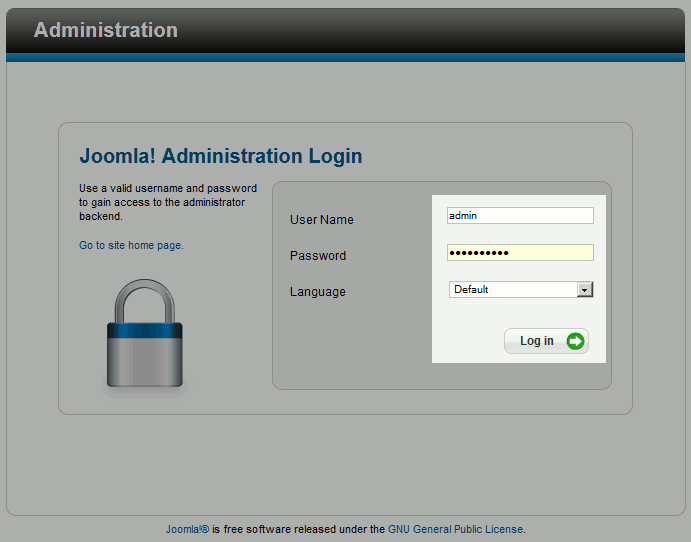 Administration
Joomla! Administration Login
Use a valid username and password
to gain access to the administrator
backend.
Go to site home page.
User Name
admin
Password
••••••••••
Language
Default
Log in
Joomla!® is free software released under the GNU General Public License.